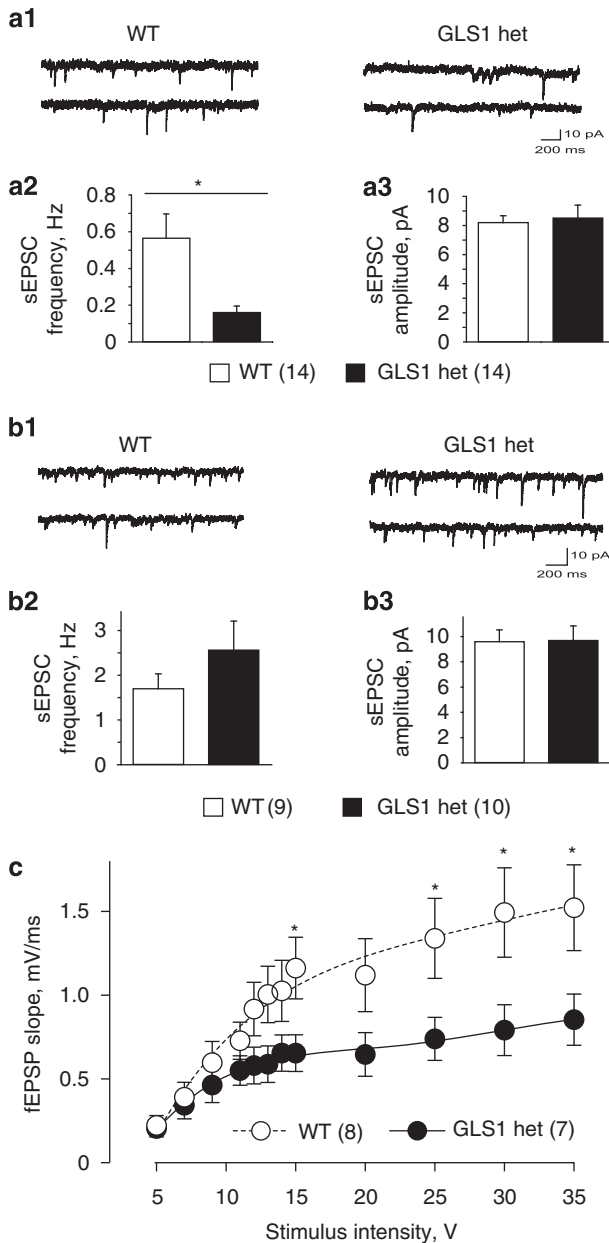 a1
WT
GLS1 het
10 pA
200 ms
a2
*
sEPSC
frequency, Hz
0.8
0.6
0.4
0.2
0
a3
sEPSC
amplitude, pA
10
8
6
4
2
0
WT (14)
GLS1 het (14)
b1
WT
GLS1 het
10 pA
200 ms
b2
sEPSC
frequency, Hz
3
2
1
0
b3
sEPSC
amplitude, pA
10
8
6
4
2
0
WT (9)
GLS1 het (10)
c
fEPSP slope, mV/ms
1.5
1.0
0.5
0
* * * *
WT (8)
GLS1 het (7)
5 10 15 20 25 30 35
Stimulus intensity, V